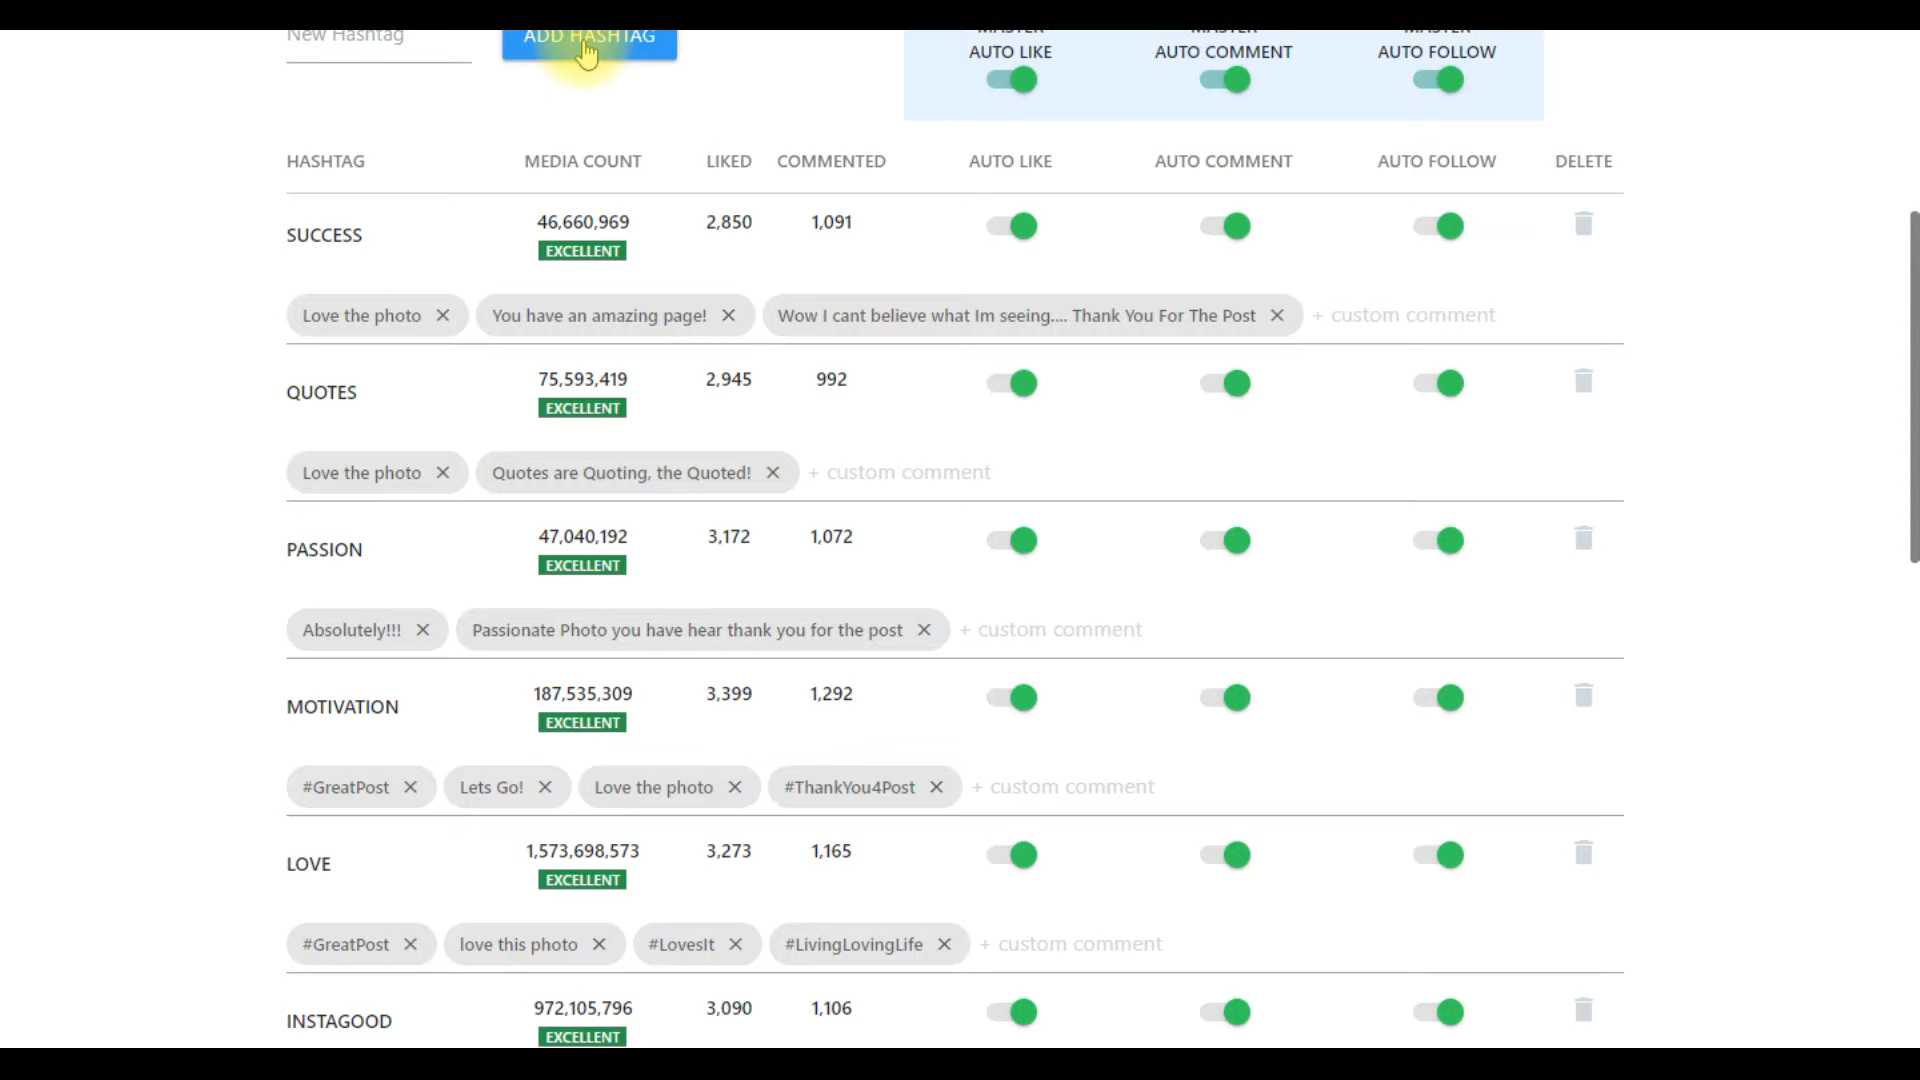 New Hashtag
ADD HASHTAG
MASTER MASTER MASTER
AUTO LIKE AUTO COMMENT AUTO FOLLOW
HASHTAG MEDIA COUNT LIKED COMMENTED AUTO LIKE AUTO COMMENT AUTO FOLLOW DELETE
SUCCESS 46,660,969 2,850 1,091
EXCELLENT
Love the photo × You have an amazing page! × Wow I cant believe what Im seeing.... Thank You For The Post × + custom comment
QUOTES 75,593,419 2,945 992
EXCELLENT
Love the photo × Quotes are Quoting, the Quoted! × + custom comment
PASSION 47,040,192 3,172 1,072
EXCELLENT
Absolutely!!! × Passionate Photo you have hear thank you for the post × + custom comment
MOTIVATION 187,535,309 3,399 1,292
EXCELLENT
#GreatPost × Lets Go! × Love the photo × #ThankYou4Post × + custom comment
LOVE 1,573,698,573 3,273 1,165
EXCELLENT
#GreatPost × love this photo × #LovesIt × #LivingLovingLife × + custom comment
INSTAGOOD 972,105,796 3,090 1,106
EXCELLENT